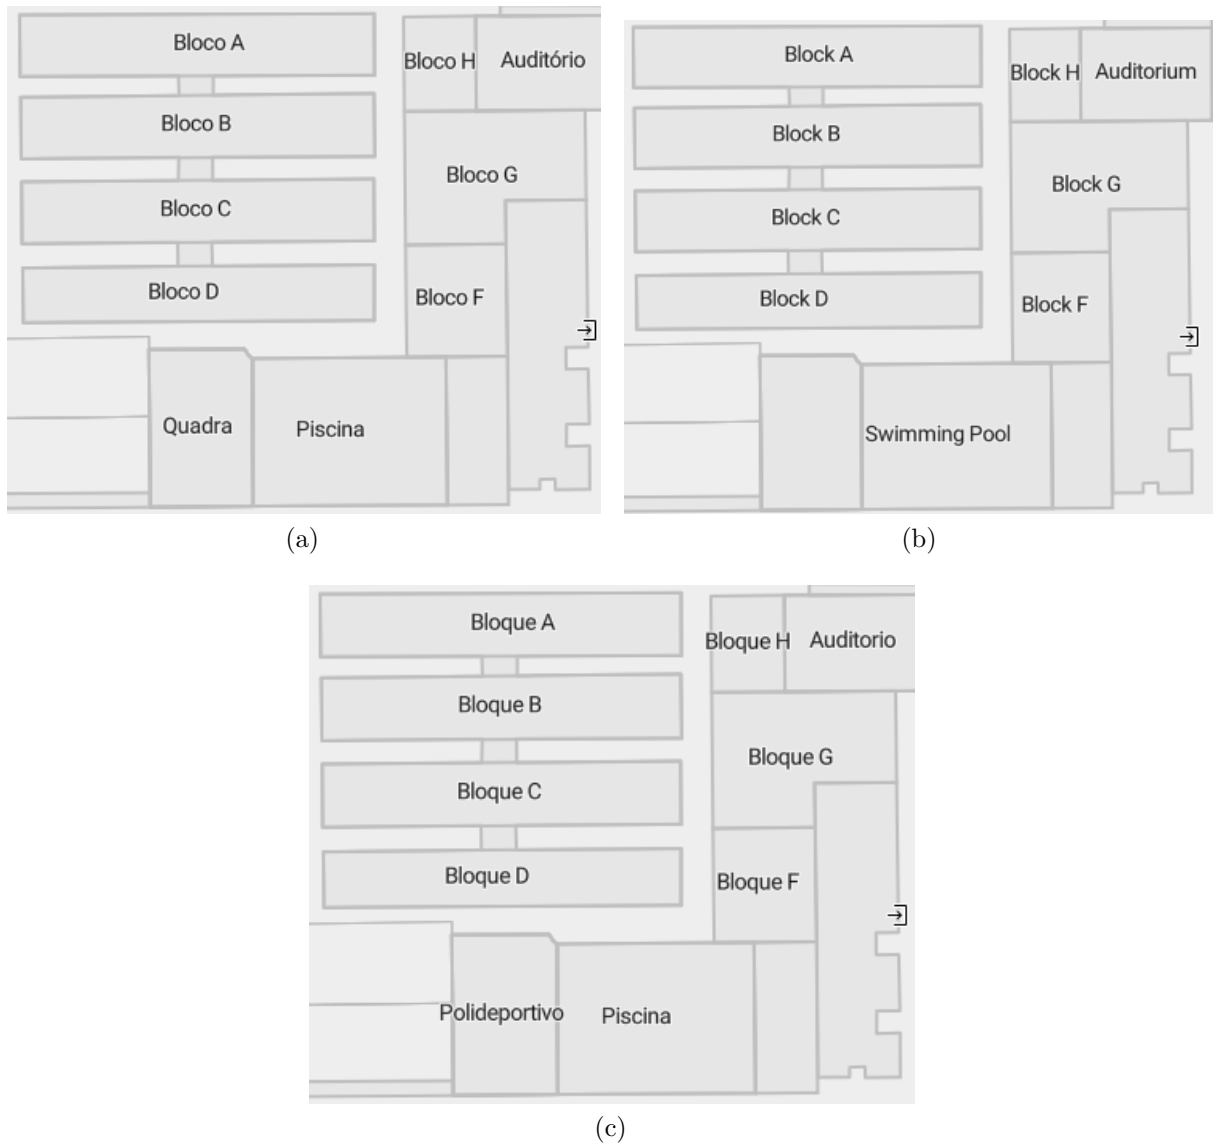 Bloco A
Bloco H
Auditório
Bloco B
Bloco G
Bloco C
Bloco D
Bloco F
Quadra
Piscina
(a)
Block A
Block H
Auditorium
Block B
Block G
Block C
Block D
Block F
Swimming Pool
(b)
Bloque A
Bloque H
Auditorio
Bloque B
Bloque G
Bloque C
Bloque D
Bloque F
Polideportivo
Piscina
(c)